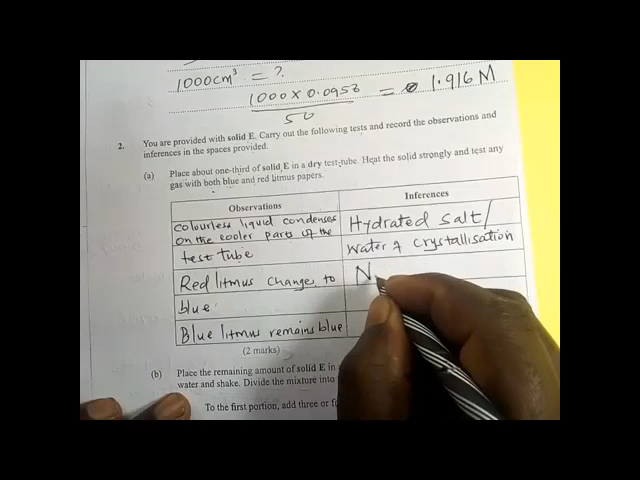 1000cm³ = ?
1000 x 0.0958 = 1.916 M
50
2. You are provided with solid E. Carry out the following tests and record the observations and
inferences in the spaces provided.
(a) Place about one-third of solid E in a dry test-tube. Heat the solid strongly and test any
gas with both blue and red litmus papers.
Observations Inferences
colourless liquid condenses
on the cooler parts of the
test tube
Hydrated salt/
Water of crystallisation
Red litmus changes to
blue
N
Blue litmus remains blue
(2 marks)
(b) Place the remaining amount of solid E in
water and shake. Divide the mixture into
To the first portion, add three or